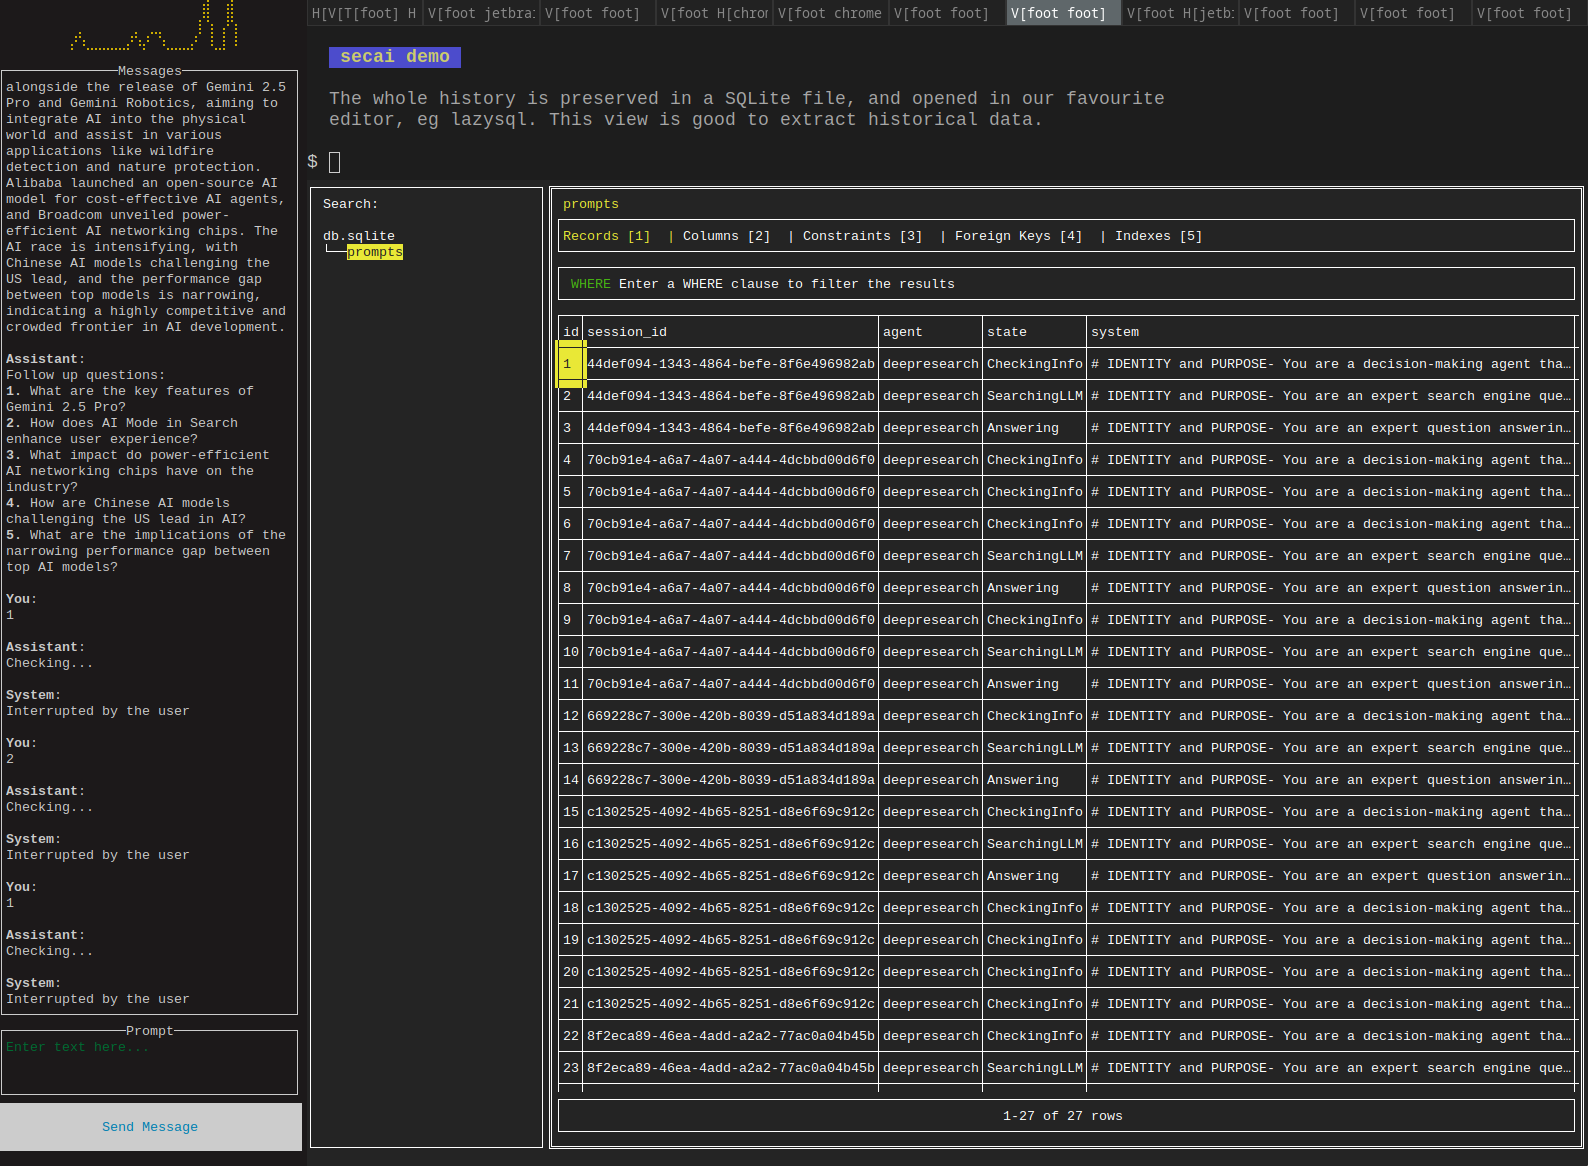 H[V[T[foot] H
V[foot jetbra:
V[foot foot]
V[foot H[chron
V[foot chrome
V[foot foot]
V[foot foot]
V[foot H[jetb:
V[foot foot]
V[foot foot]
V[foot foot]
secai demo
The whole history is preserved in a SQLite file, and opened in our favourite
editor, eg lazysql. This view is good to extract historical data.
$
Messages
alongside the release of Gemini 2.5
Pro and Gemini Robotics, aiming to
integrate AI into the physical
world and assist in various
applications like wildfire
detection and nature protection.
Alibaba launched an open-source AI
model for cost-effective AI agents,
and Broadcom unveiled power-
efficient AI networking chips. The
AI race is intensifying, with
Chinese AI models challenging the
US lead, and the performance gap
between top models is narrowing,
indicating a highly competitive and
crowded frontier in AI development.
Assistant:
Follow up questions:
1. What are the key features of
Gemini 2.5 Pro?
2. How does AI Mode in Search
enhance user experience?
3. What impact do power-efficient
AI networking chips have on the
industry?
4. How are Chinese AI models
challenging the US lead in AI?
5. What are the implications of the
narrowing performance gap between
top AI models?
You:
1
Assistant:
Checking...
System:
Interrupted by the user
You:
2
Assistant:
Checking...
System:
Interrupted by the user
You:
1
Assistant:
Checking...
System:
Interrupted by the user
Prompt
Enter text here...
Send Message
Search:
db.sqlite
prompts
prompts
Records [1] | Columns [2] | Constraints [3] | Foreign Keys [4] | Indexes [5]
WHERE Enter a WHERE clause to filter the results
id session_id agent state system
1 44def094-1343-4864-befe-8f6e496982ab deepresearch CheckingInfo # IDENTITY and PURPOSE- You are a decision-making agent tha…
2 44def094-1343-4864-befe-8f6e496982ab deepresearch SearchingLLM # IDENTITY and PURPOSE- You are an expert search engine que…
3 44def094-1343-4864-befe-8f6e496982ab deepresearch Answering # IDENTITY and PURPOSE- You are an expert question answerin…
4 70cb91e4-a6a7-4a07-a444-4dcbbd00d6f0 deepresearch CheckingInfo # IDENTITY and PURPOSE- You are a decision-making agent tha…
5 70cb91e4-a6a7-4a07-a444-4dcbbd00d6f0 deepresearch CheckingInfo # IDENTITY and PURPOSE- You are a decision-making agent tha…
6 70cb91e4-a6a7-4a07-a444-4dcbbd00d6f0 deepresearch CheckingInfo # IDENTITY and PURPOSE- You are a decision-making agent tha…
7 70cb91e4-a6a7-4a07-a444-4dcbbd00d6f0 deepresearch SearchingLLM # IDENTITY and PURPOSE- You are an expert search engine que…
8 70cb91e4-a6a7-4a07-a444-4dcbbd00d6f0 deepresearch Answering # IDENTITY and PURPOSE- You are an expert question answerin…
9 70cb91e4-a6a7-4a07-a444-4dcbbd00d6f0 deepresearch CheckingInfo # IDENTITY and PURPOSE- You are a decision-making agent tha…
10 70cb91e4-a6a7-4a07-a444-4dcbbd00d6f0 deepresearch SearchingLLM # IDENTITY and PURPOSE- You are an expert search engine que…
11 70cb91e4-a6a7-4a07-a444-4dcbbd00d6f0 deepresearch Answering # IDENTITY and PURPOSE- You are an expert question answerin…
12 669228c7-300e-420b-8039-d51a834d189a deepresearch CheckingInfo # IDENTITY and PURPOSE- You are a decision-making agent tha…
13 669228c7-300e-420b-8039-d51a834d189a deepresearch SearchingLLM # IDENTITY and PURPOSE- You are an expert search engine que…
14 669228c7-300e-420b-8039-d51a834d189a deepresearch Answering # IDENTITY and PURPOSE- You are an expert question answerin…
15 c1302525-4092-4b65-8251-d8e6f69c912c deepresearch CheckingInfo # IDENTITY and PURPOSE- You are a decision-making agent tha…
16 c1302525-4092-4b65-8251-d8e6f69c912c deepresearch SearchingLLM # IDENTITY and PURPOSE- You are an expert search engine que…
17 c1302525-4092-4b65-8251-d8e6f69c912c deepresearch Answering # IDENTITY and PURPOSE- You are an expert question answerin…
18 c1302525-4092-4b65-8251-d8e6f69c912c deepresearch CheckingInfo # IDENTITY and PURPOSE- You are a decision-making agent tha…
19 c1302525-4092-4b65-8251-d8e6f69c912c deepresearch CheckingInfo # IDENTITY and PURPOSE- You are a decision-making agent tha…
20 c1302525-4092-4b65-8251-d8e6f69c912c deepresearch CheckingInfo # IDENTITY and PURPOSE- You are a decision-making agent tha…
21 c1302525-4092-4b65-8251-d8e6f69c912c deepresearch CheckingInfo # IDENTITY and PURPOSE- You are a decision-making agent tha…
22 8f2eca89-46ea-4add-a2a2-77ac0a04b45b deepresearch CheckingInfo # IDENTITY and PURPOSE- You are a decision-making agent tha…
23 8f2eca89-46ea-4add-a2a2-77ac0a04b45b deepresearch SearchingLLM # IDENTITY and PURPOSE- You are an expert search engine que…
1-27 of 27 rows